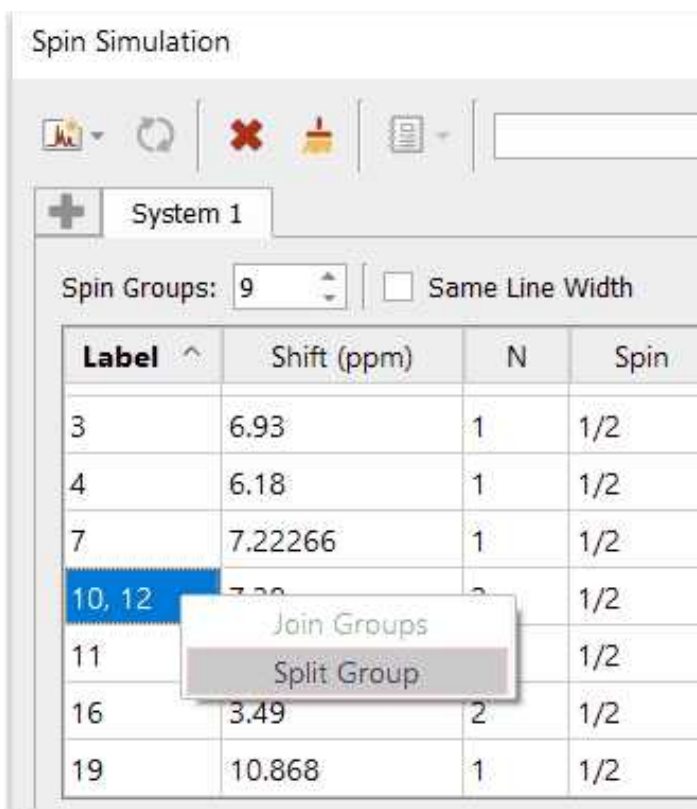 Spin Simulation
System 1
Spin Groups: 9 Same Line Width
Label Shift (ppm) N Spin
3 6.93 1 1/2
4 6.18 1 1/2
7 7.22266 1 1/2
10, 12 1/2
Join Groups
11 1/2
Split Group
16 3.49 2 1/2
19 10.868 1 1/2